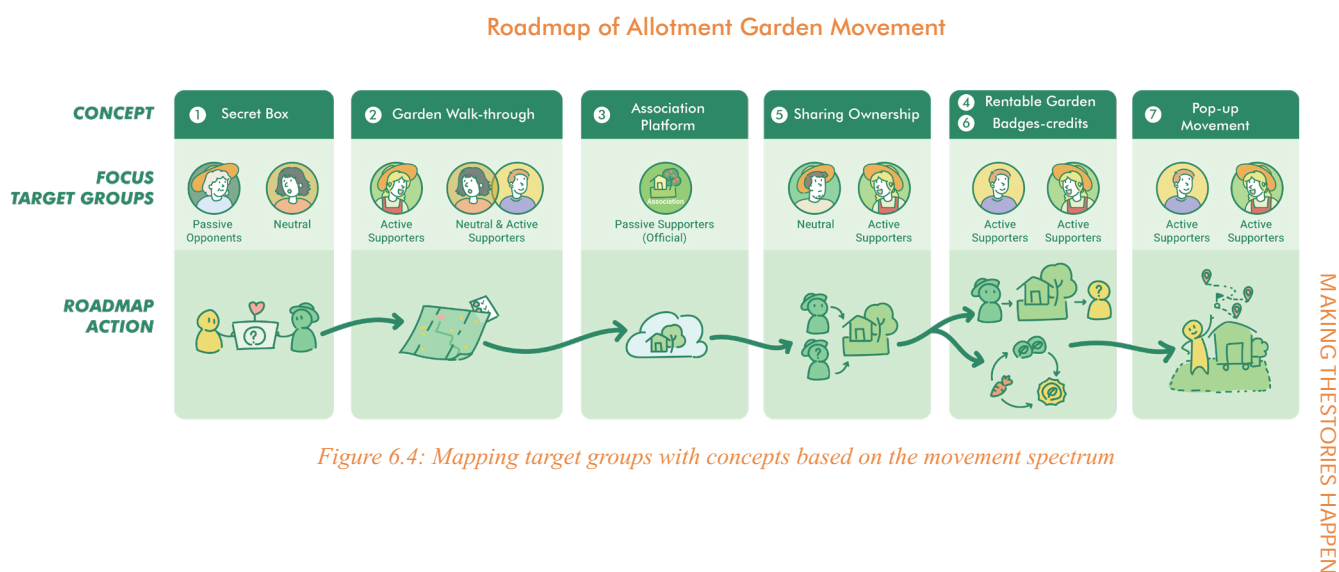 Roadmap of Allotment Garden Movement
CONCEPT
1 Secret Box
2 Garden Walk-through
3 Association
Platform
5 Sharing Ownership
4 Rentable Garden
6 Badges-credits
7 Pop-up
Movement
FOCUS
TARGET GROUPS
Passive
Opponents
Neutral
Active
Supporters
Neutral & Active
Supporters
Association
Passive Supporters
(Official)
Neutral
Active
Supporters
Active
Supporters
Active
Supporters
Active
Supporters
Active
Supporters
ROADMAP
ACTION
?
?
?
Figure 6.4: Mapping target groups with concepts based on the movement spectrum
MAKING THESTORIES HAPPEN